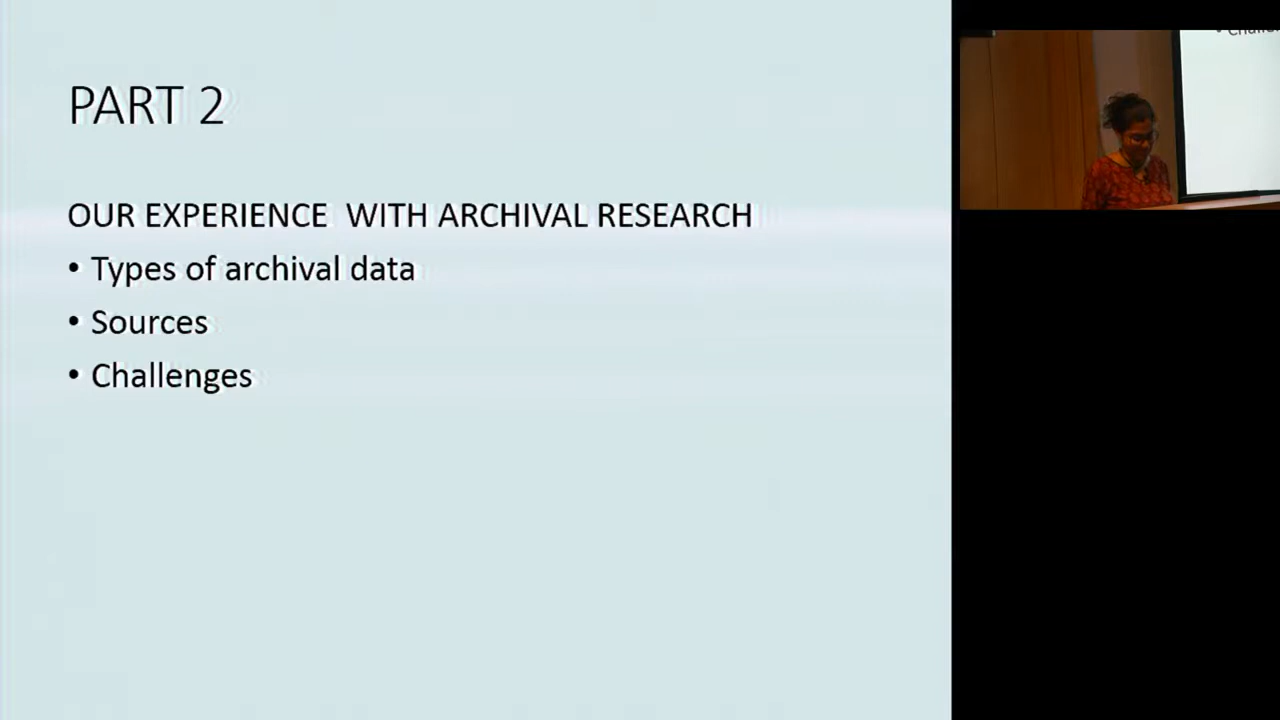 PART 2
OUR EXPERIENCE  WITH ARCHIVAL RESEARCH
• Types of archival data
• Sources
• Challenges